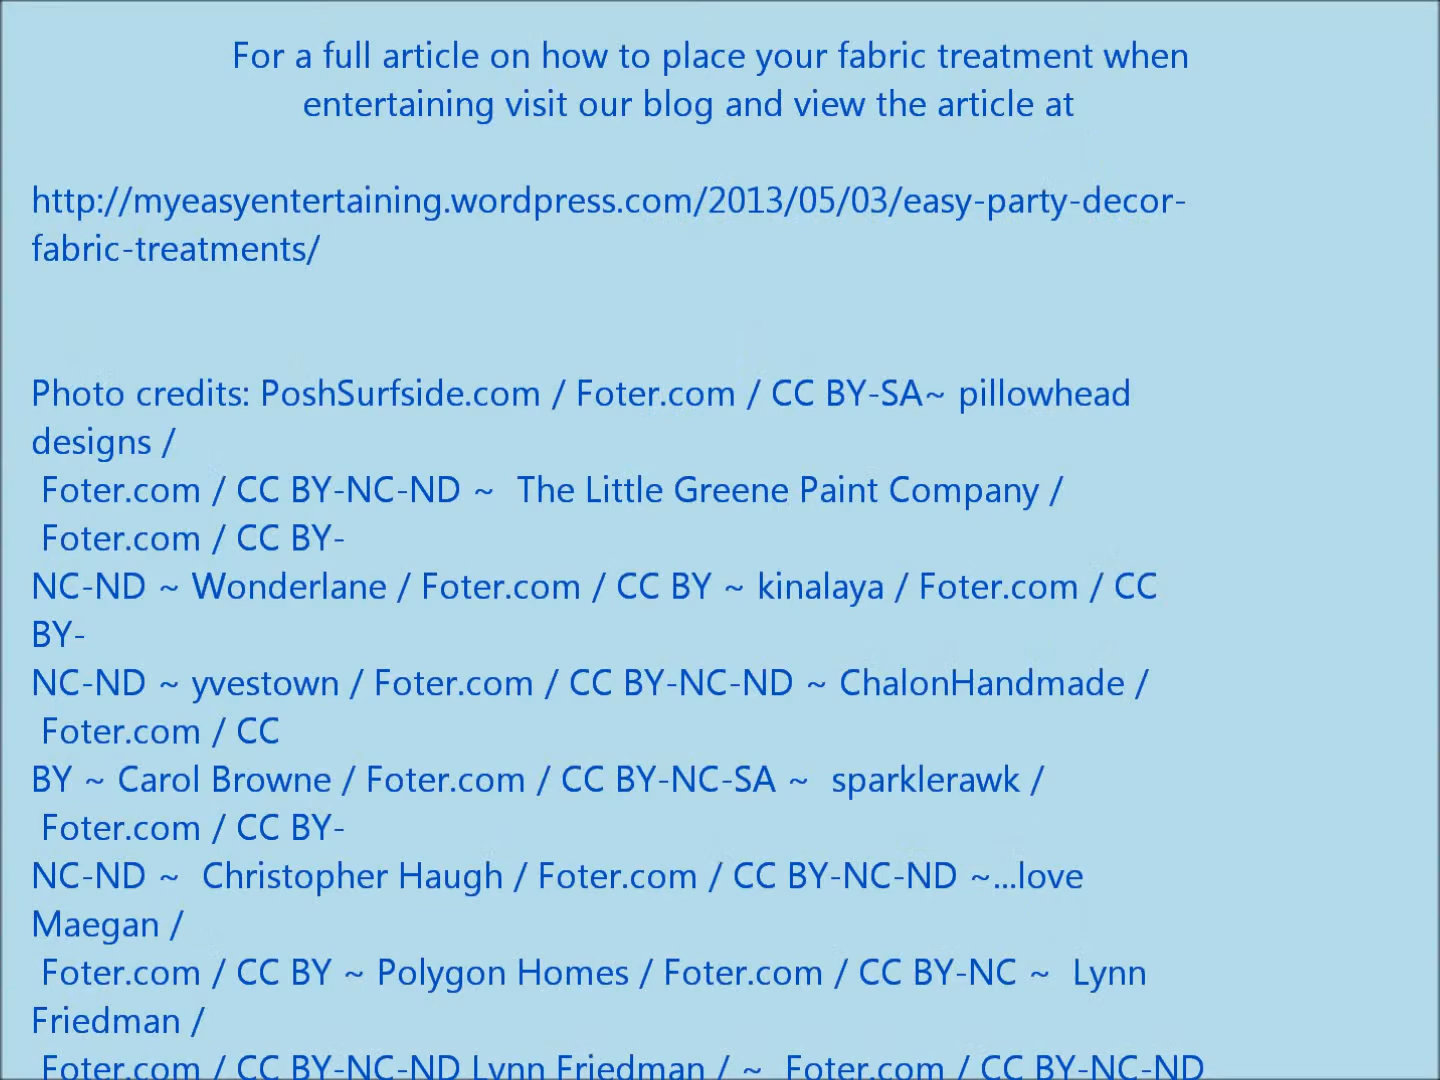 For a full article on how to place your fabric treatment when
entertaining visit our blog and view the article at
http://myeasyentertaining.wordpress.com/2013/05/03/easy-party-decor-
fabric-treatments/
Photo credits: PoshSurfside.com / Foter.com / CC BY-SA~ pillowhead
designs /
Foter.com / CC BY-NC-ND ~  The Little Greene Paint Company /
Foter.com / CC BY-
NC-ND ~ Wonderlane / Foter.com / CC BY ~ kinalaya / Foter.com / CC
BY-
NC-ND ~ yvestown / Foter.com / CC BY-NC-ND ~ ChalonHandmade /
Foter.com / CC
BY ~ Carol Browne / Foter.com / CC BY-NC-SA ~  sparklerawk /
Foter.com / CC BY-
NC-ND ~  Christopher Haugh / Foter.com / CC BY-NC-ND ~...love
Maegan /
Foter.com / CC BY ~ Polygon Homes / Foter.com / CC BY-NC ~  Lynn
Friedman /
Foter.com / CC BY-NC-ND Lynn Friedman / ~  Foter.com / CC BY-NC-ND